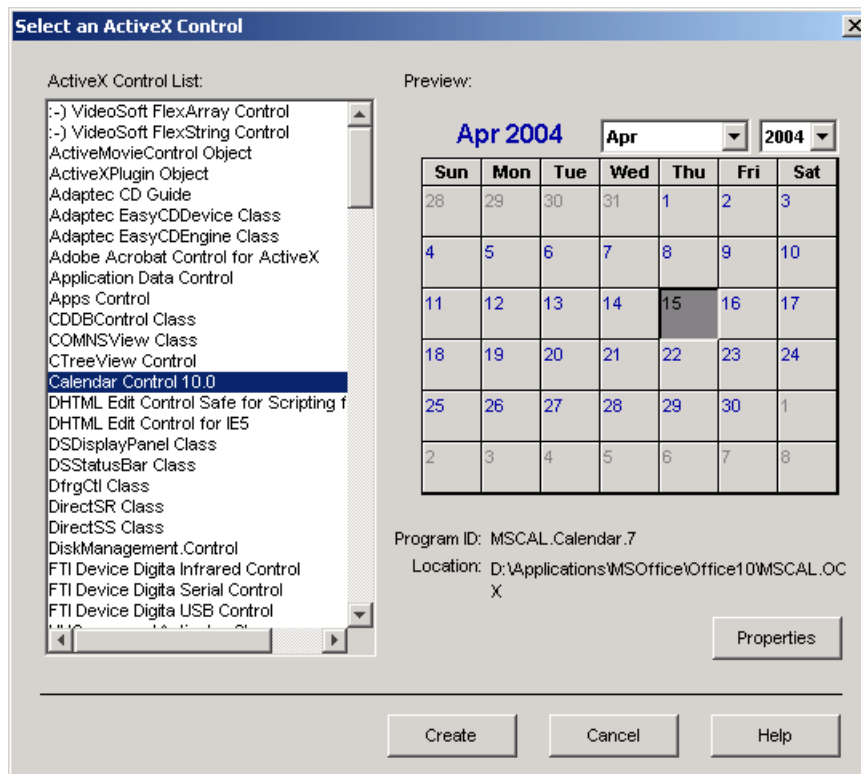 Select an ActiveX Control
ActiveX Control List:
:-) VideoSoft FlexArray Control
:-) VideoSoft FlexString Control
ActiveMovieControl Object
ActiveXPlugin Object
Adaptec CD Guide
Adaptec EasyCDDevice Class
Adaptec EasyCDEngine Class
Adobe Acrobat Control for ActiveX
Application Data Control
Apps Control
CDDBControl Class
COMNSView Class
CTreeView Control
Calendar Control 10.0
DHTML Edit Control Safe for Scripting f
DHTML Edit Control for IE5
DSDisplayPanel Class
DSStatusBar Class
DfrgCtl Class
DirectSR Class
DirectSS Class
DiskManagement.Control
FTI Device Digita Infrared Control
FTI Device Digita Serial Control
FTI Device Digita USB Control
Preview:
Apr 2004 Apr 2004
Sun Mon Tue Wed Thu Fri Sat
28 29 30 31 1 2 3
4 5 6 7 8 9 10
11 12 13 14 15 16 17
18 19 20 21 22 23 24
25 26 27 28 29 30 1
2 3 4 5 6 7 8
Program ID: MSCAL.Calendar.7
Location: D:\Applications\MSOffice\Office10\MSCAL.OC
X
Properties
Create Cancel Help